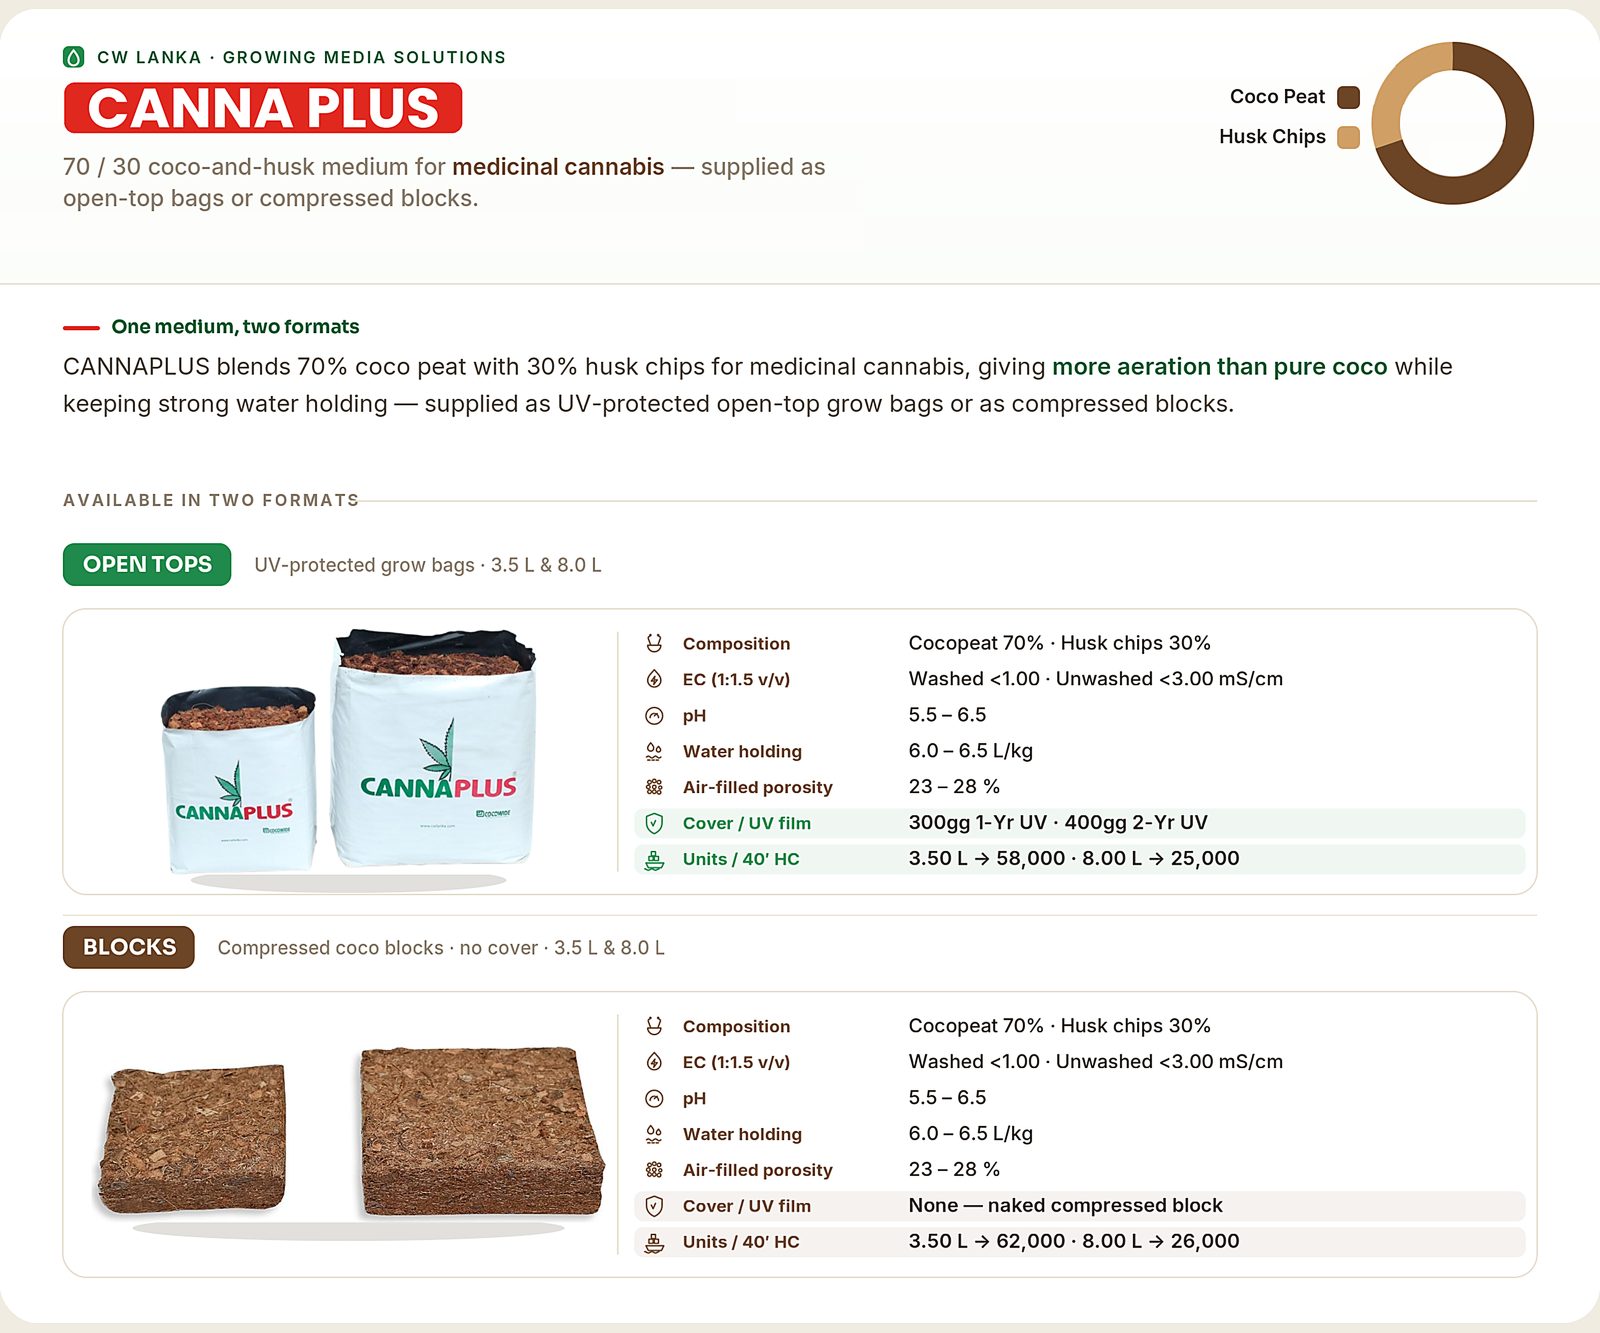 CW LANKA · GROWING MEDIA SOLUTIONS
CANNA PLUS
70 / 30 coco-and-husk medium for medicinal cannabis — supplied as
open-top bags or compressed blocks.
Coco Peat
Husk Chips
One medium, two formats
CANNAPLUS blends 70% coco peat with 30% husk chips for medicinal cannabis, giving more aeration than pure coco while
keeping strong water holding — supplied as UV-protected open-top grow bags or as compressed blocks.
AVAILABLE IN TWO FORMATS
OPEN TOPS UV-protected grow bags · 3.5 L & 8.0 L
CANNAPLUS
COCOWIDE
CANNAPLUS
COCOWIDE
Composition Cocopeat 70% · Husk chips 30%
EC (1:1.5 v/v) Washed <1.00 · Unwashed <3.00 mS/cm
pH 5.5 – 6.5
Water holding 6.0 – 6.5 L/kg
Air-filled porosity 23 – 28 %
Cover / UV film 300gg 1-Yr UV · 400gg 2-Yr UV
Units / 40′ HC 3.50 L → 58,000 · 8.00 L → 25,000
BLOCKS Compressed coco blocks · no cover · 3.5 L & 8.0 L
Composition Cocopeat 70% · Husk chips 30%
EC (1:1.5 v/v) Washed <1.00 · Unwashed <3.00 mS/cm
pH 5.5 – 6.5
Water holding 6.0 – 6.5 L/kg
Air-filled porosity 23 – 28 %
Cover / UV film None — naked compressed block
Units / 40′ HC 3.50 L → 62,000 · 8.00 L → 26,000